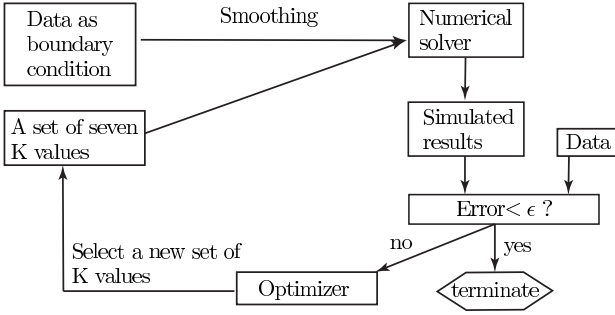 Data as
boundary
condition
Smoothing
Numerical
solver
A set of seven
K values
Simulated
results
Data
Error< ϵ ?
no
yes
Select a new set of
K values
Optimizer
terminate